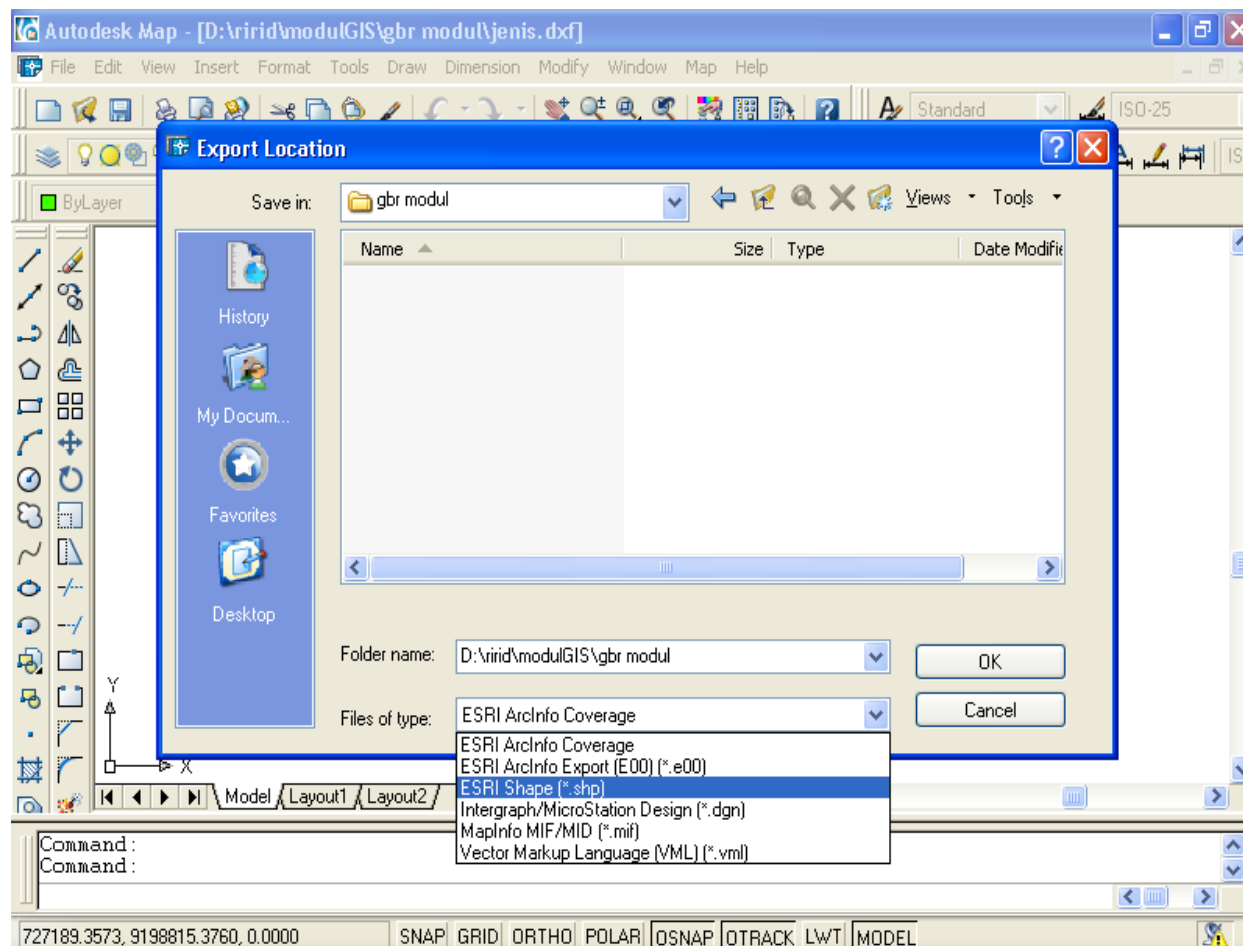 Autodesk Map - [D:\ririd\modulGIS\gbr modul\jenis.dxf]
File Edit View Insert Format Tools Draw Dimension Modify Window Map Help
Standard ISO-25
Export Location
ByLayer
Save in: gbr modul Views Tools
Name Size Type Date Modifie
History
My Docum...
Favorites
Desktop
Folder name: D:\ririd\modulGIS\gbr modul OK
Files of type: ESRI ArcInfo Coverage Cancel
ESRI ArcInfo Coverage
ESRI ArcInfo Export (E00) (*.e00)
ESRI Shape (*.shp)
Intergraph/MicroStation Design (*.dgn)
MapInfo MIF/MID (*.mif)
Vector Markup Language (VML) (*.vml)
Y
X
Model Layout1 Layout2
Command:
Command:
727189.3573, 9198815.3760, 0.0000 SNAP GRID ORTHO POLAR OSNAP OTRACK LWT MODEL